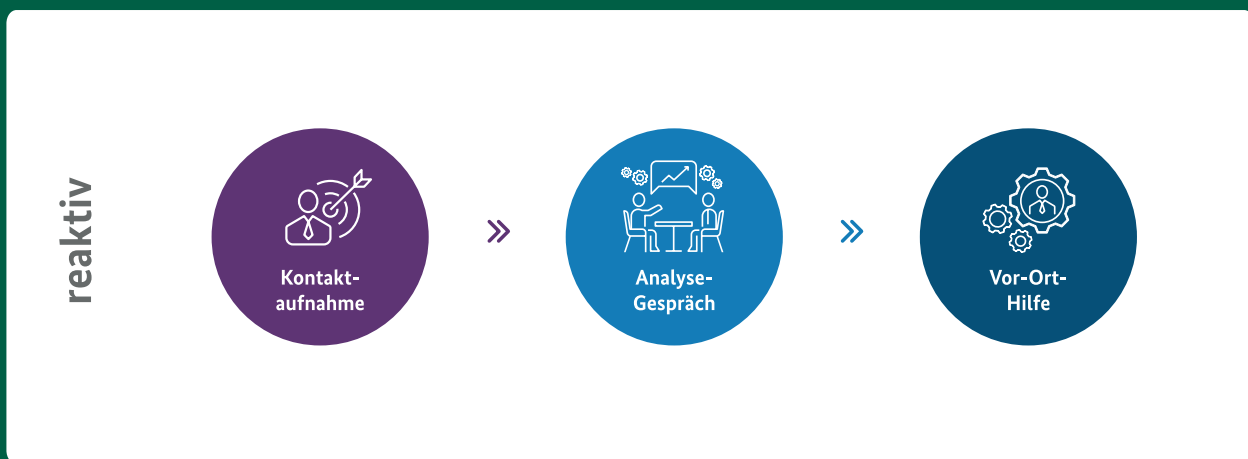 reaktiv
Kontakt-
aufnahme
Analyse-
Gespräch
Vor-Ort-
Hilfe